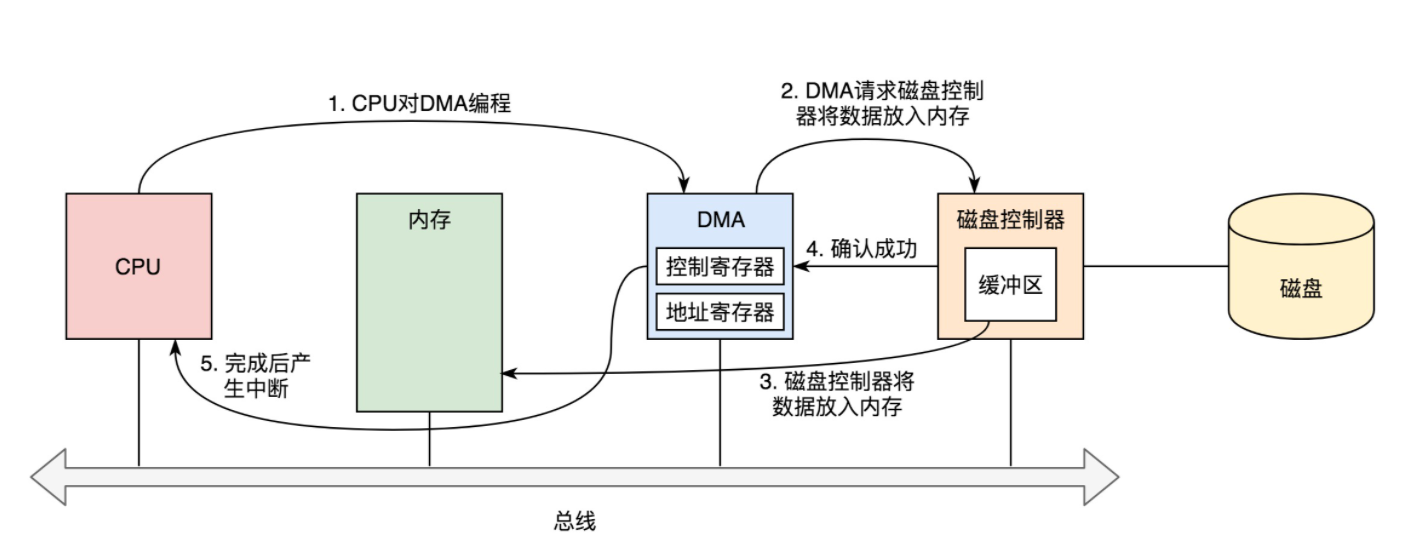 1. CPU对DMA编程
2. DMA请求磁盘控制
器将数据放入内存
CPU
内存
DMA
控制寄存器
地址寄存器
4. 确认成功
磁盘控制器
缓冲区
磁盘
5. 完成后产
生中断
3. 磁盘控制器将
数据放入内存
总线